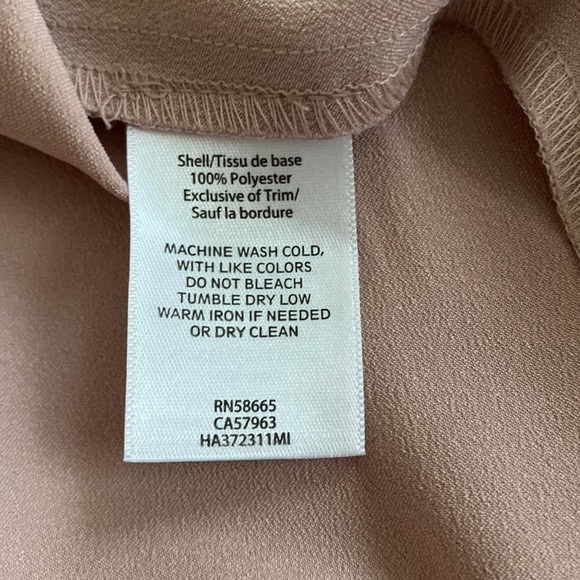 Shell/Tissu de base
100% Polyester
Exclusive of Trim/
Sauf la bordure
MACHINE WASH COLD,
WITH LIKE COLORS
DO NOT BLEACH
TUMBLE DRY LOW
WARM IRON IF NEEDED
OR DRY CLEAN
RN58665
CA57963
HA372311MI